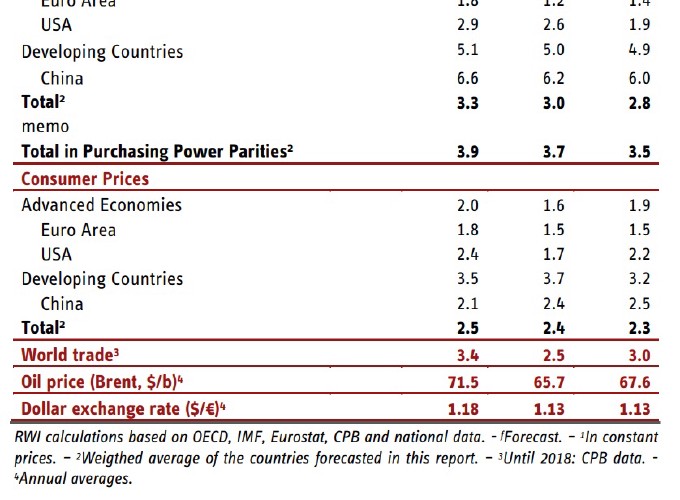 Euro Area 1.8 1.2 1.4
USA 2.9 2.6 1.9
Developing Countries 5.1 5.0 4.9
China 6.6 6.2 6.0
Total² 3.3 3.0 2.8
memo
Total in Purchasing Power Parities² 3.9 3.7 3.5
Consumer Prices
Advanced Economies 2.0 1.6 1.9
Euro Area 1.8 1.5 1.5
USA 2.4 1.7 2.2
Developing Countries 3.5 3.7 3.2
China 2.1 2.4 2.5
Total² 2.5 2.4 2.3
World trade³ 3.4 2.5 3.0
Oil price (Brent, $/b)⁴ 71.5 65.7 67.6
Dollar exchange rate ($/€)⁴ 1.18 1.13 1.13
RWI calculations based on OECD, IMF, Eurostat, CPB and national data. - ᶠForecast. – ¹In constant
prices. – ²Weigthed average of the countries forecasted in this report. - ³Until 2018: CPB data. -
⁴Annual averages.